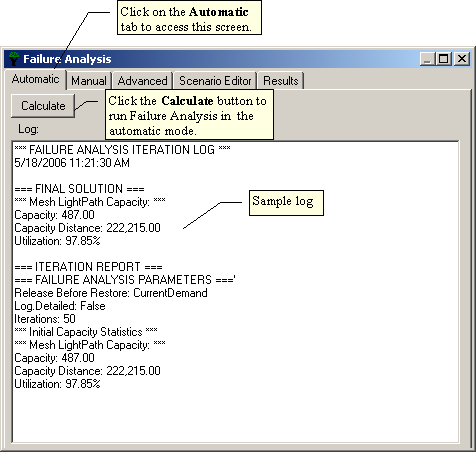 Click on the Automatic
tab to access this screen.
Failure Analysis
Automatic Manual Advanced Scenario Editor Results
Calculate
Click the Calculate button to
run Failure Analysis in the
automatic mode.
Log:
*** FAILURE ANALYSIS ITERATION LOG ***
5/18/2006 11:21:30 AM
=== FINAL SOLUTION ===
*** Mesh LightPath Capacity: ***
Capacity: 487.00
Capacity Distance: 222,215.00
Utilization: 97.85%
Sample log
=== ITERATION REPORT ===
=== FAILURE ANALYSIS PARAMETERS ==='
Release Before Restore: CurrentDemand
Log.Detailed: False
Iterations: 50
*** Initial Capacity Statistics ***
*** Mesh LightPath Capacity: ***
Capacity: 487.00
Capacity Distance: 222,215.00
Utilization: 97.85%